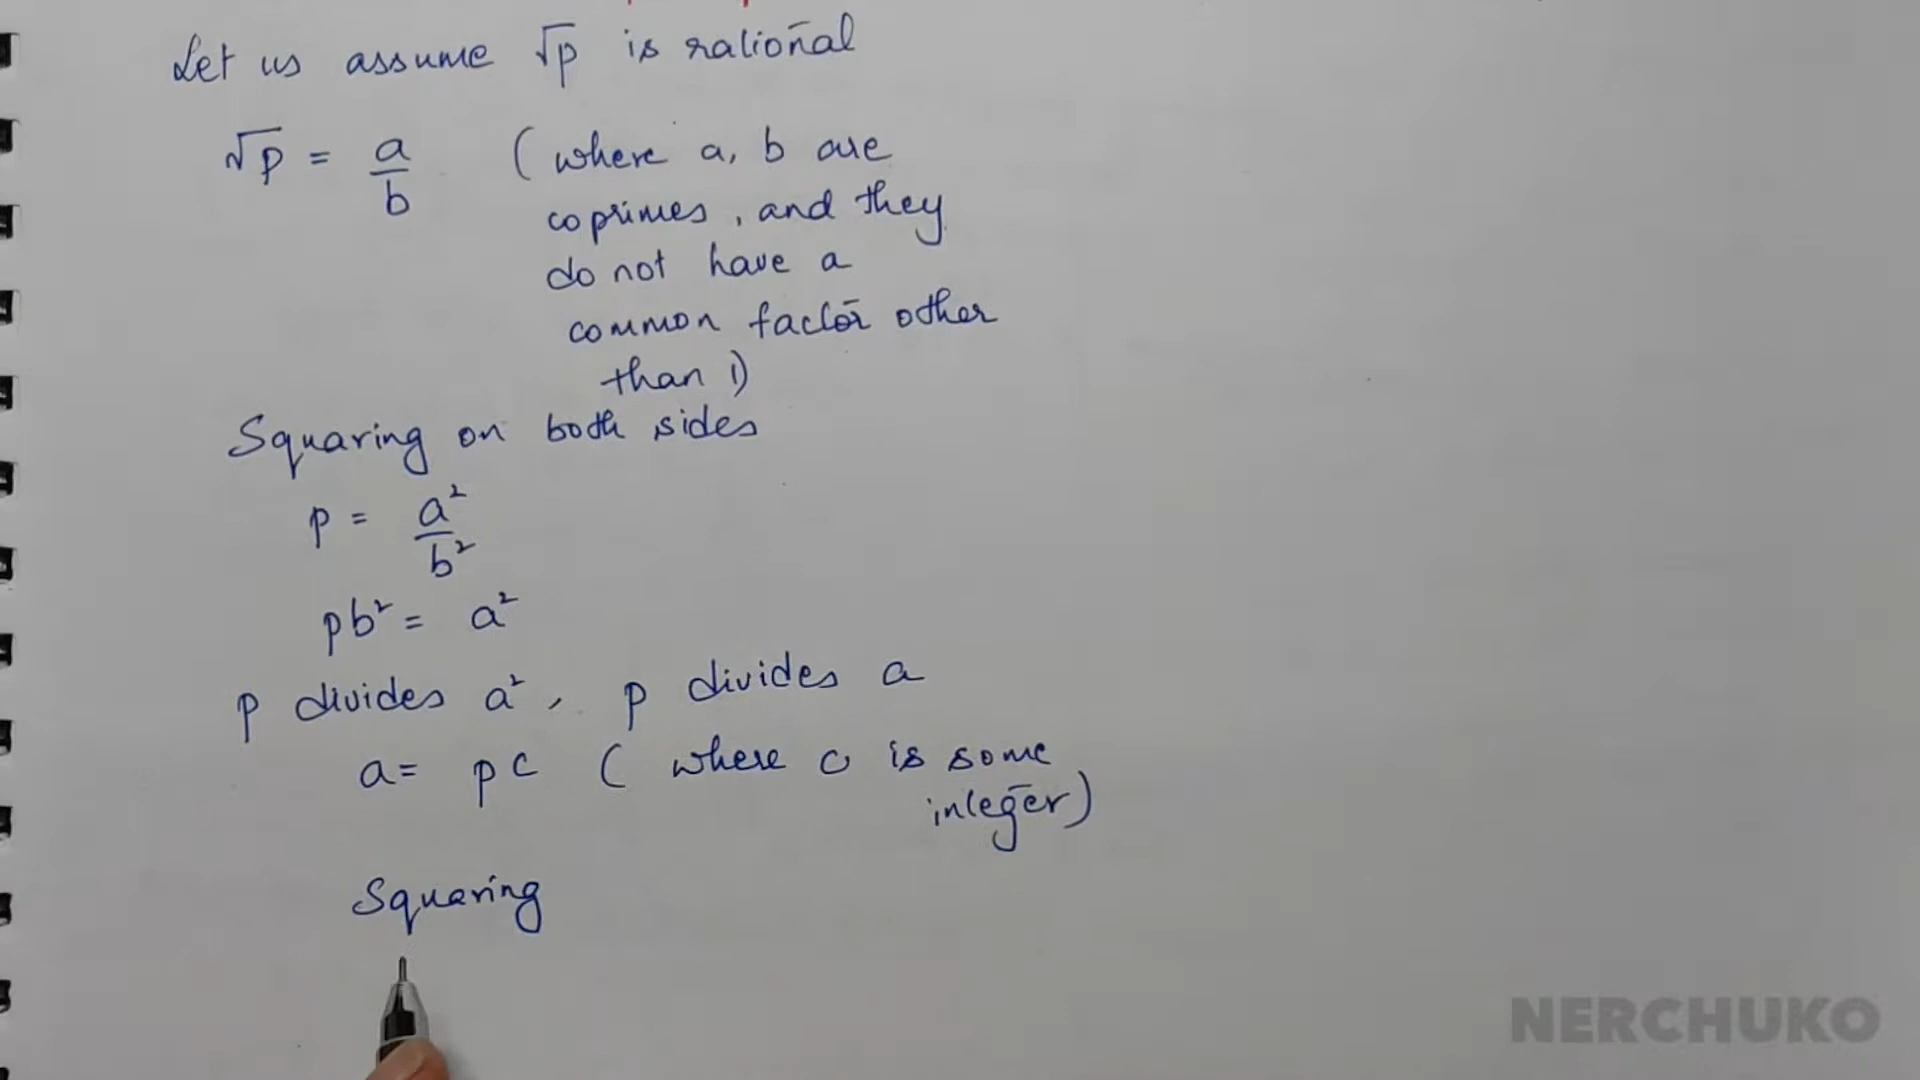 Let us assume √p is rational
√p = a/b (where a, b are
coprimes, and they
do not have a
common factor other
than 1)
Squaring on both sides
p = a²/b²
pb² = a²
p divides a², p divides a
a = pc (where c is some
integer)
Squaring
NERCHUKO